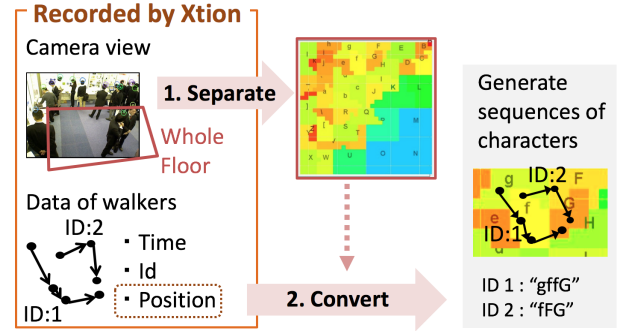 Recorded by Xtion
Camera view
1. Separate
Whole
Floor
Data of walkers
ID:2
・Time
・Id
・Position
ID:1
2. Convert
Generate
sequences of
characters
ID:2
g
F
f
G
e
H
ID:1
d
ID 1 : “gffG”
ID 2 : “fFG”